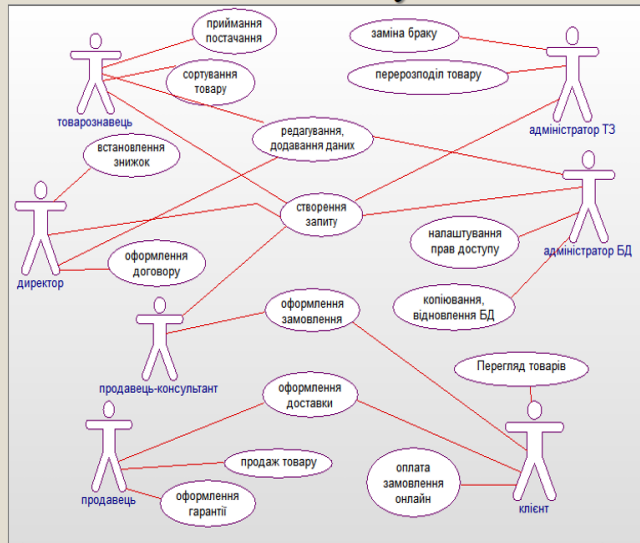 приймання
постачання
заміна браку
сортування
товару
перерозподіл товару
товарознавець
адміністратор ТЗ
редагування,
додавання даних
встановлення
знижок
створення
запиту
налаштування
прав доступу
адміністратор БД
оформлення
договору
директор
копіювання,
відновлення БД
оформлення
замовлення
продавець-консультант
Перегляд товарів
оформлення
доставки
продаж товару
оплата
замовлення
онлайн
продавець
оформлення
гарантії
клієнт